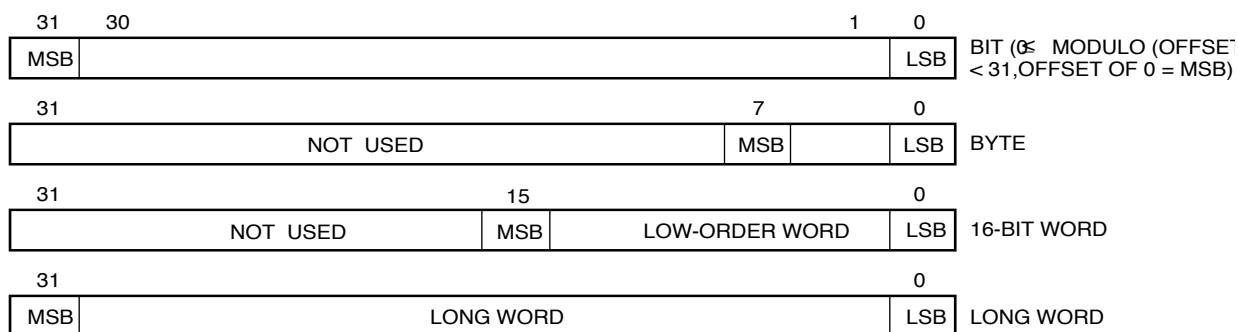 31 30 1 0
MSB LSB BIT (0≤ MODULO (OFFSET
< 31,OFFSET OF 0 = MSB)
31 7 0
NOT USED MSB LSB BYTE
31 15 0
NOT USED MSB LOW-ORDER WORD LSB 16-BIT WORD
31 0
MSB LONG WORD LSB LONG WORD